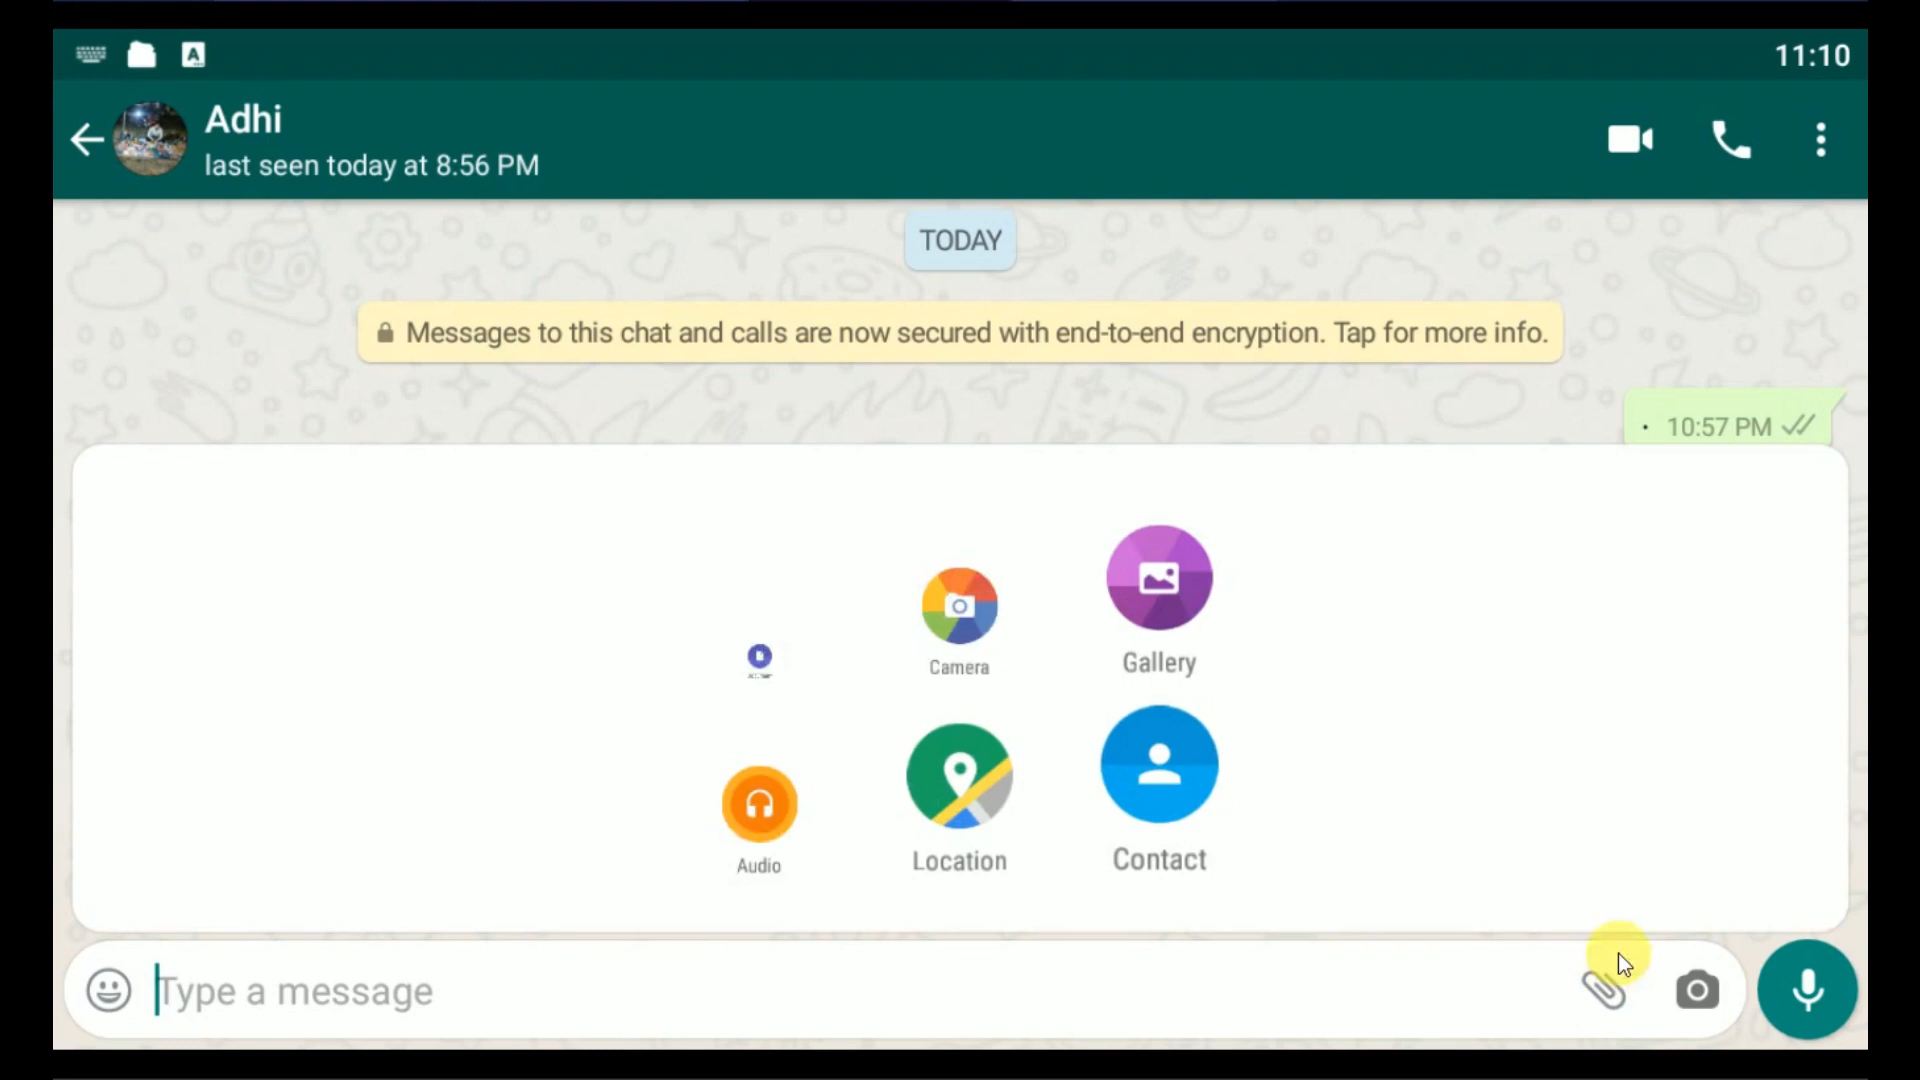 11:10
Adhi
last seen today at 8:56 PM
TODAY
Messages to this chat and calls are now secured with end-to-end encryption. Tap for more info.
. 10:57 PM
Camera
Gallery
Audio
Location
Contact
Type a message